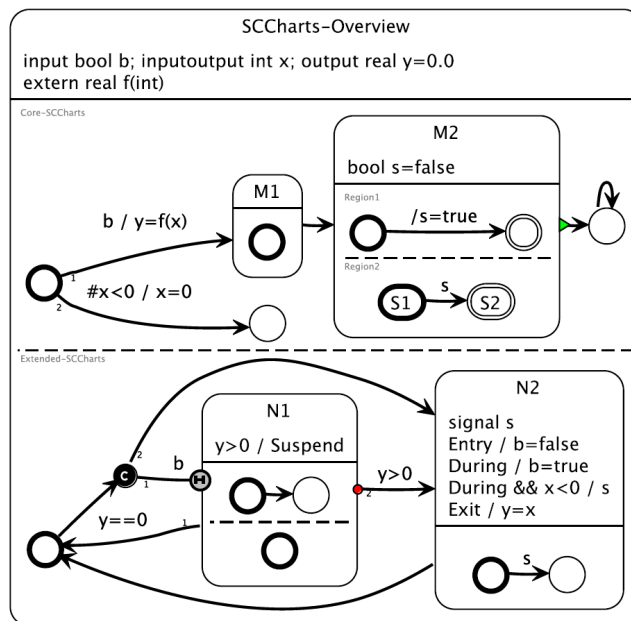 SCCharts-Overview
input bool b; inputoutput int x; output real y=0.0
extern real f(int)
Core-SCCharts
M2
bool s=false
M1
Region1
b / y=f(x)
/s=true
1
Region2
2
#x<0 / x=0
S1
s
S2
Extended-SCCharts
N2
N1
signal s
y>0 / Suspend
Entry / b=false
2
During / b=true
C
b
H
y>0
During && x<0 / s
1
2
Exit / y=x
y==0
1
s